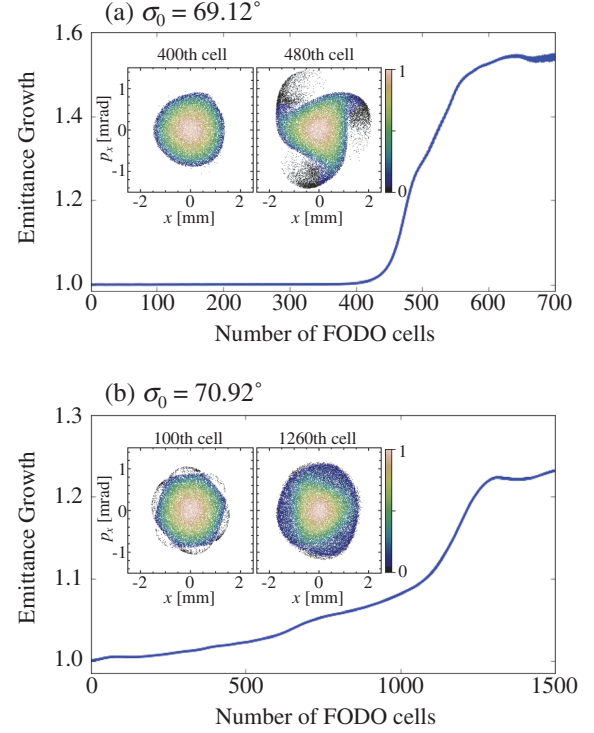 (a) σ₀ = 69.12°
Emittance Growth
1.6
1.4
1.2
1.0
400th cell 480th cell
pₓ [mrad]
1
0
-1
1
0
-2 0 2 -2 0 2
x [mm] x [mm]
0 100 200 300 400 500 600 700
Number of FODO cells
(b) σ₀ = 70.92°
Emittance Growth
1.3
1.2
1.1
1.0
100th cell 1260th cell
pₓ [mrad]
1
0
-1
1
0
-2 0 2 -2 0 2
x [mm] x [mm]
0 500 1000 1500
Number of FODO cells